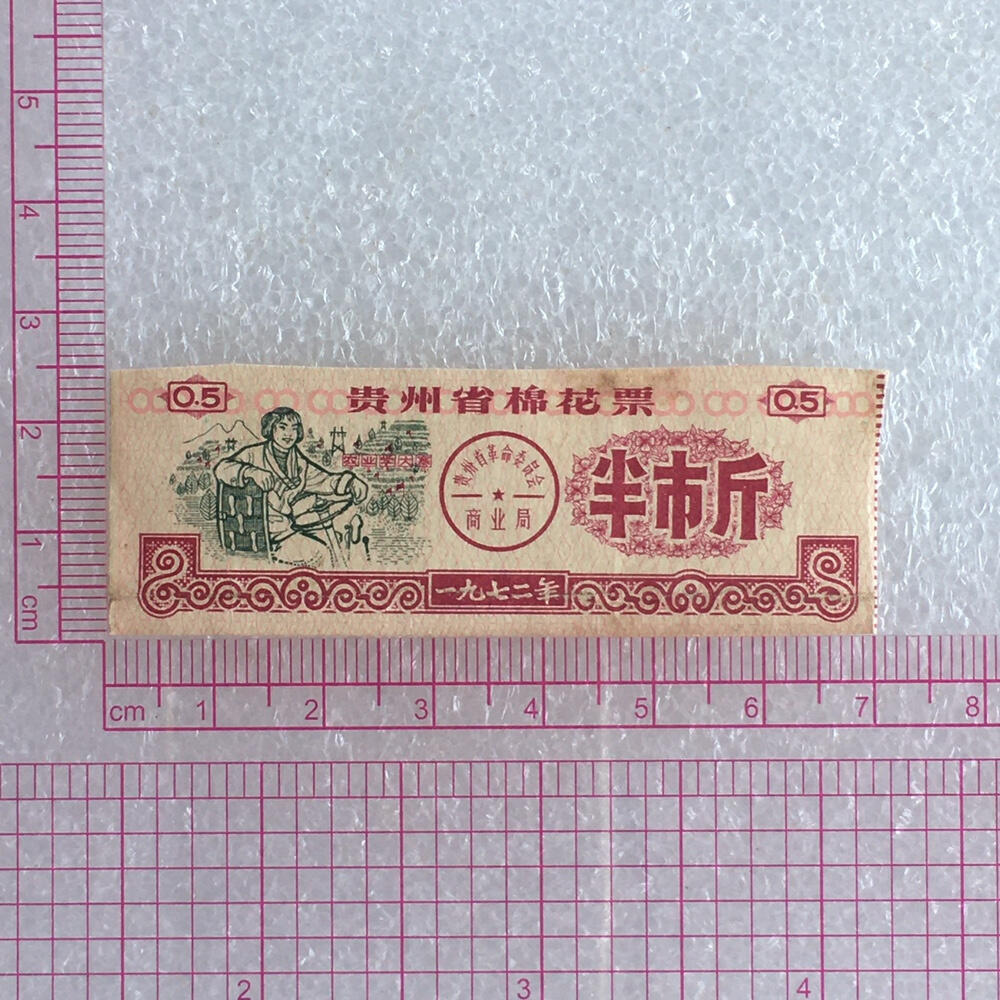 5
4
3
2
1
cm
0.5 贵州省棉花票 0.5
农业学大寨
贵州省革命委员会
商业局
半市斤
一九七二年
cm 1 2 3 4 5 6 7 8
2 3 4